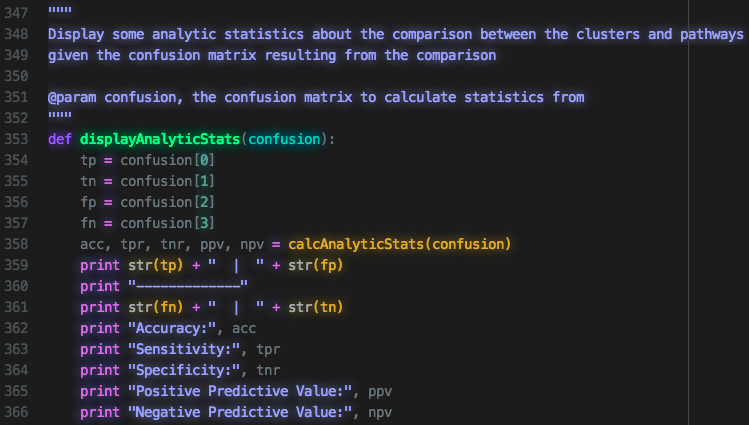 347 """
348 Display some analytic statistics about the comparison between the clusters and pathways
349 given the confusion matrix resulting from the comparison
350
351 @param confusion, the confusion matrix to calculate statistics from
352 """
353 def displayAnalyticStats(confusion):
354     tp = confusion[0]
355     tn = confusion[1]
356     fp = confusion[2]
357     fn = confusion[3]
358     acc, tpr, tnr, ppv, npv = calcAnalyticStats(confusion)
359     print str(tp) + "  |  " + str(fp)
360     print "-------------"
361     print str(fn) + "  |  " + str(tn)
362     print "Accuracy:", acc
363     print "Sensitivity:", tpr
364     print "Specificity:", tnr
365     print "Positive Predictive Value:", ppv
366     print "Negative Predictive Value:", npv